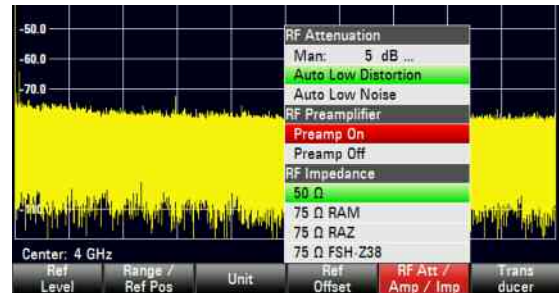 -50.0
-60.0
-70.0
RF Attenuation
Man: 5 dB ...
Auto Low Distortion
Auto Low Noise
RF Preamplifier
Preamp On
Preamp Off
RF Impedance
50 Ω
75 Ω RAM
75 Ω RAZ
75 Ω FSH-Z38
Center: 4 GHz
Ref Level
Range / Ref Pos
Unit
Ref Offset
RF Att / Amp / Imp
Trans ducer